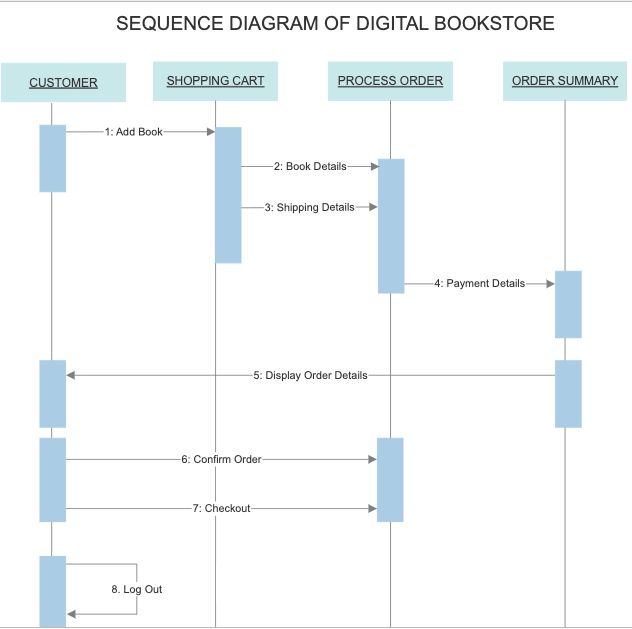 SEQUENCE DIAGRAM OF DIGITAL BOOKSTORE
CUSTOMER
SHOPPING CART
PROCESS ORDER
ORDER SUMMARY
1: Add Book
2: Book Details
3: Shipping Details
4: Payment Details
5: Display Order Details
6: Confirm Order
7: Checkout
8. Log Out